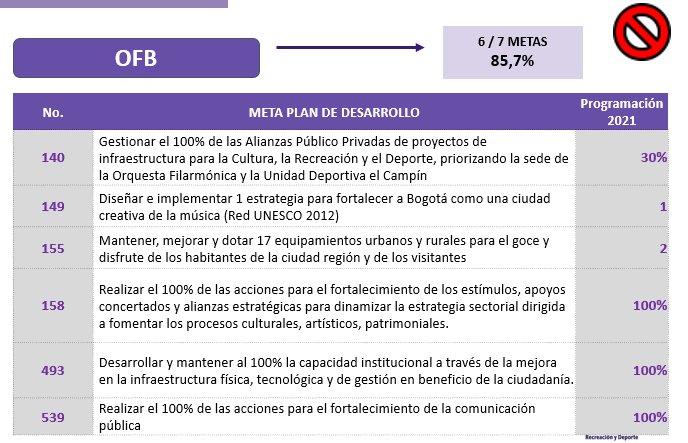 OFB
6 / 7 METAS
85,7%
No.
META PLAN DE DESARROLLO
Programación
2021
140
Gestionar el 100% de las Alianzas Público Privadas de proyectos de
infraestructura para la Cultura, la Recreación y el Deporte, priorizando la sede de
la Orquesta Filarmónica y la Unidad Deportiva el Campín
30%
149
Diseñar e implementar 1 estrategia para fortalecer a Bogotá como una ciudad
creativa de la música (Red UNESCO 2012)
1
155
Mantener, mejorar y dotar 17 equipamientos urbanos y rurales para el goce y
disfrute de los habitantes de la ciudad región y de los visitantes
2
158
Realizar el 100% de las acciones para el fortalecimiento de los estímulos, apoyos
concertados y alianzas estratégicas para dinamizar la estrategia sectorial dirigida
a fomentar los procesos culturales, artísticos, patrimoniales.
100%
493
Desarrollar y mantener al 100% la capacidad institucional a través de la mejora
en la infraestructura física, tecnológica y de gestión en beneficio de la ciudadanía.
100%
539
Realizar el 100% de las acciones para el fortalecimiento de la comunicación
pública
100%
Recreación y Deporte